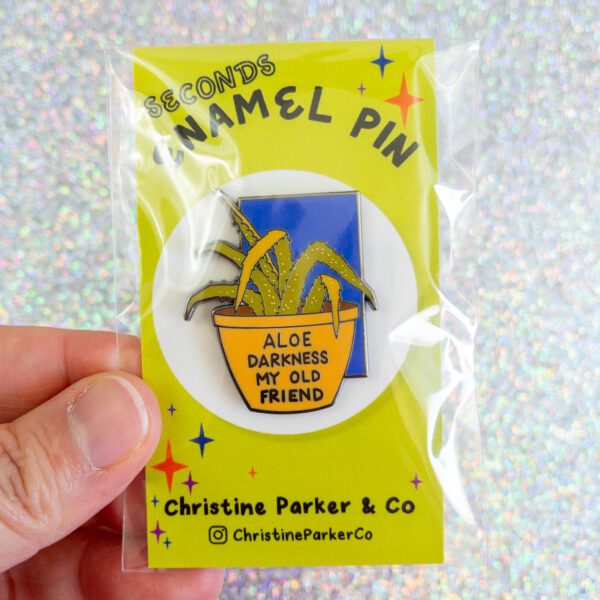 SECONDS
ENAMEL PIN
ALOE
DARKNESS
MY OLD
FRIEND
Christine Parker & Co
ChristineParkerCo